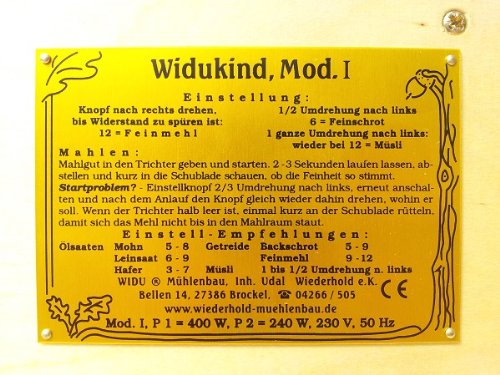 Widukind, Mod. I
Einstellung:
Knopf nach rechts drehen, 1/2 Umdrehung nach links
bis Widerstand zu spüren ist: 6 = Feinschrot
12 = Feinmehl 1 ganze Umdrehung nach links:
wieder bei 12 = Müsli
Mahlen:
Mahlgut in den Trichter geben und starten. 2 -3 Sekunden laufen lassen, ab-
stellen und kurz in die Schublade schauen, ob die Feinheit so stimmt.
Startproblem? - Einstellknopf 2/3 Umdrehung nach links, erneut anschal-
ten und nach dem Anlauf den Knopf gleich wieder dahin drehen, wohin er
soll. Wenn der Trichter halb leer ist, einmal kurz an der Schublade rütteln,
damit sich das Mehl nicht bis in den Mahlraum staut.
Einstell-Empfehlungen:
Ölsaaten Mohn 5 - 8 Getreide Backschrot 5 - 9
Leinsaat 6 - 9 Feinmehl 9 - 12
Hafer 3 - 7 Müsli 1 bis 1/2 Umdrehung n. links
WIDU ® Mühlenbau, Inh. Udal Wiederhold e.K.
Bellen 14, 27386 Brockel, ☎ 04266 / 505 CE
www.wiederhold-muehlenbau.de
Mod. I, P 1 = 400 W, P 2 = 240 W, 230 V, 50 Hz